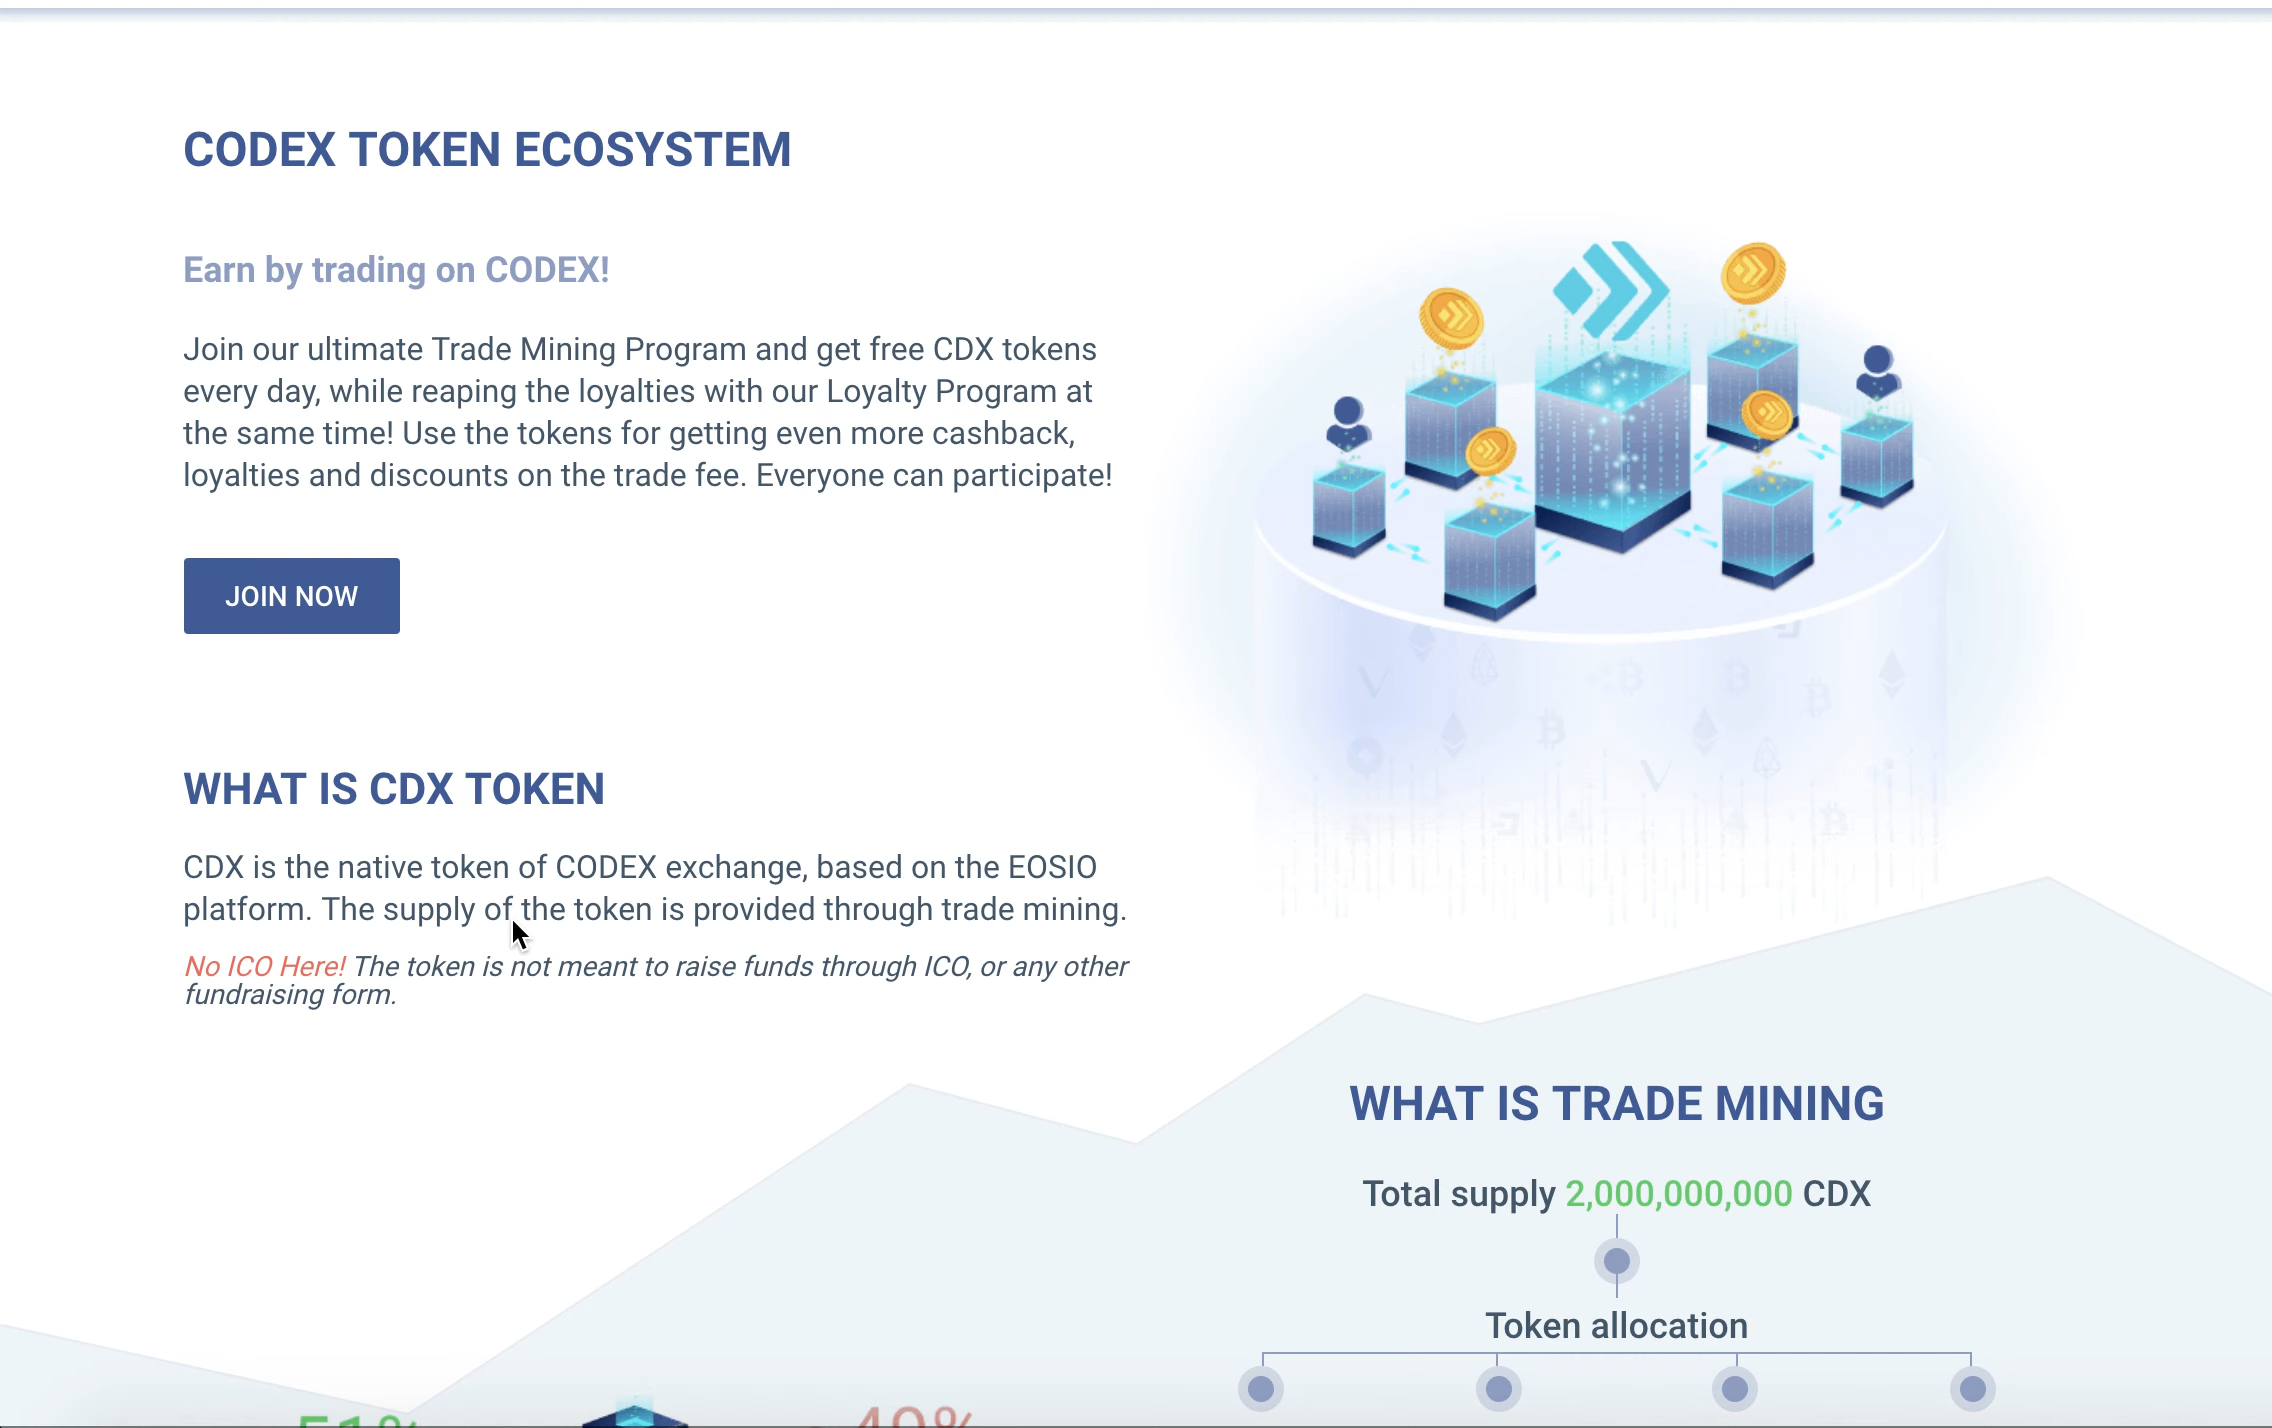 CODEX TOKEN ECOSYSTEM
Earn by trading on CODEX!
Join our ultimate Trade Mining Program and get free CDX tokens
every day, while reaping the loyalties with our Loyalty Program at
the same time! Use the tokens for getting even more cashback,
loyalties and discounts on the trade fee. Everyone can participate!
JOIN NOW
WHAT IS CDX TOKEN
CDX is the native token of CODEX exchange, based on the EOSIO
platform. The supply of the token is provided through trade mining.
No ICO Here! The token is not meant to raise funds through ICO, or any other
fundraising form.
WHAT IS TRADE MINING
Total supply 2,000,000,000 CDX
Token allocation
51%
49%